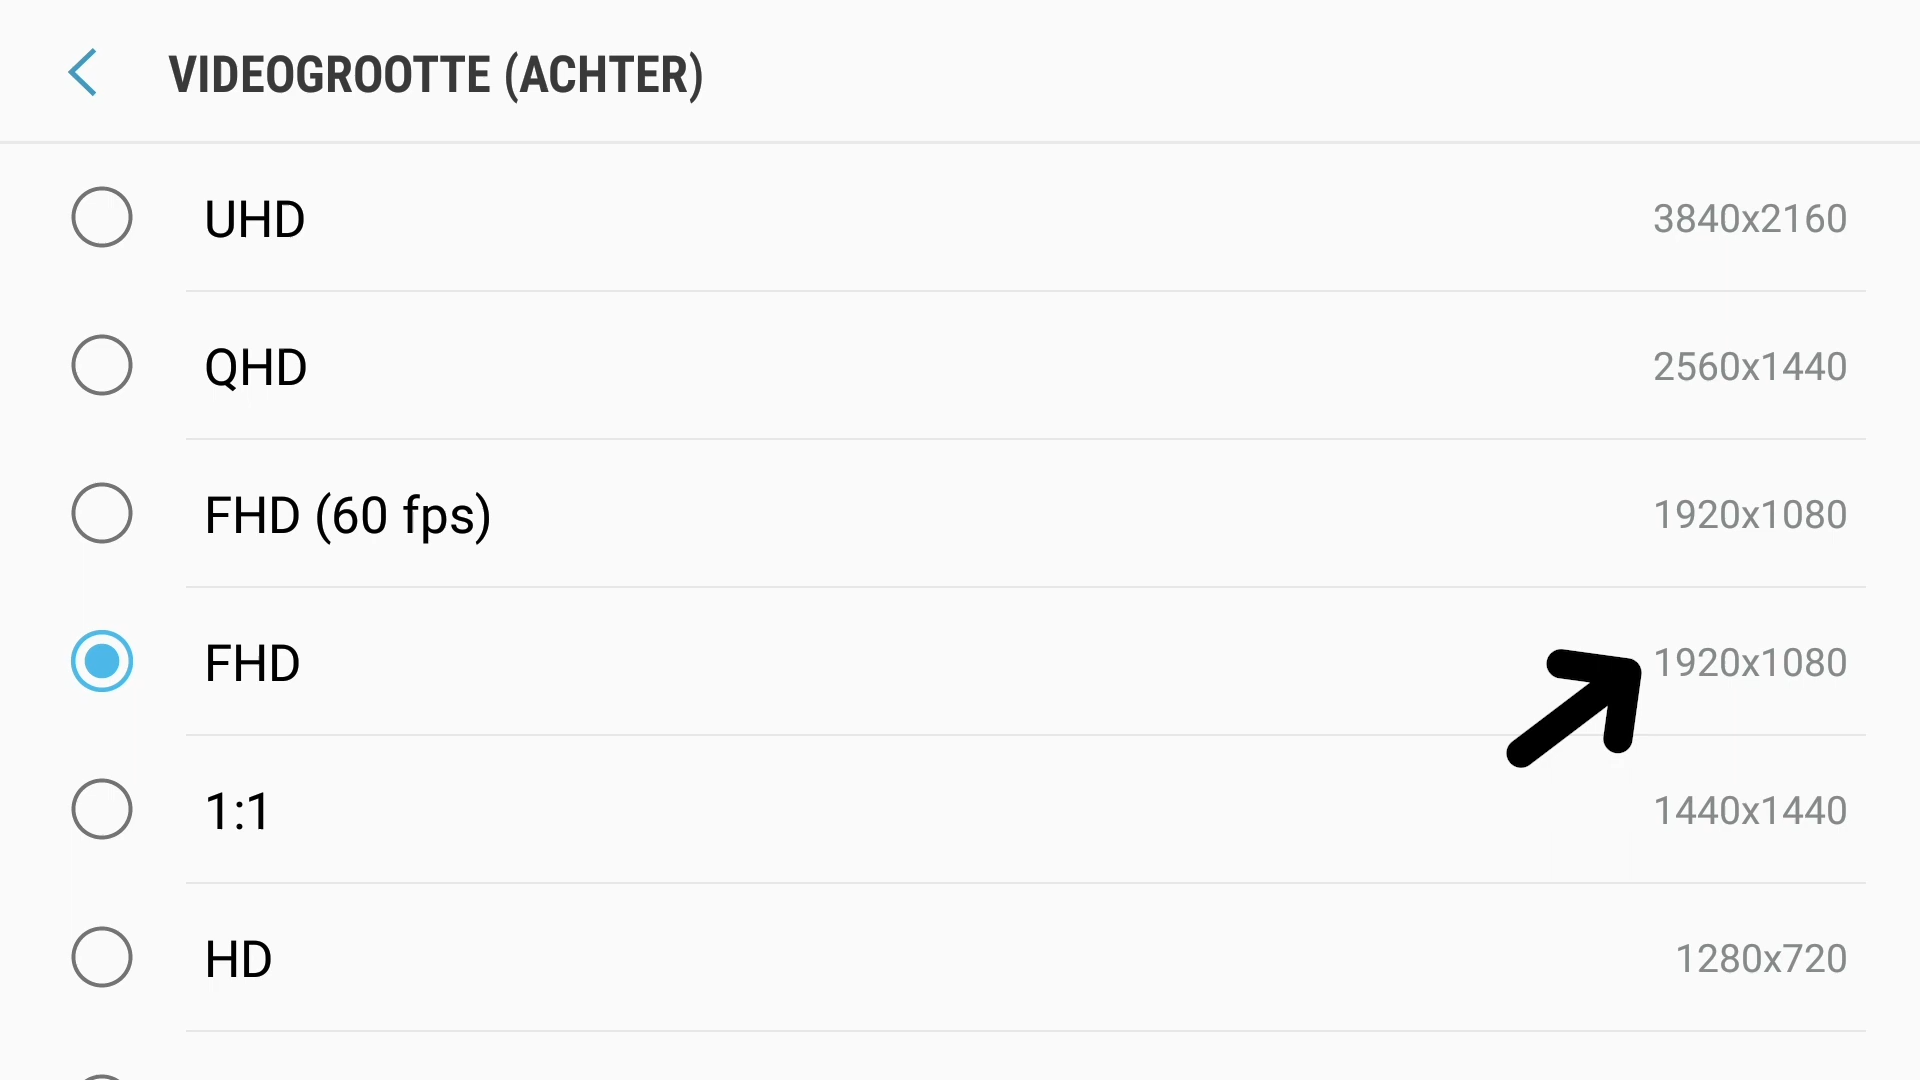 VIDEOGROOTTE (ACHTER)
UHD 3840x2160
QHD 2560x1440
FHD (60 fps) 1920x1080
FHD 1920x1080
1:1 1440x1440
HD 1280x720